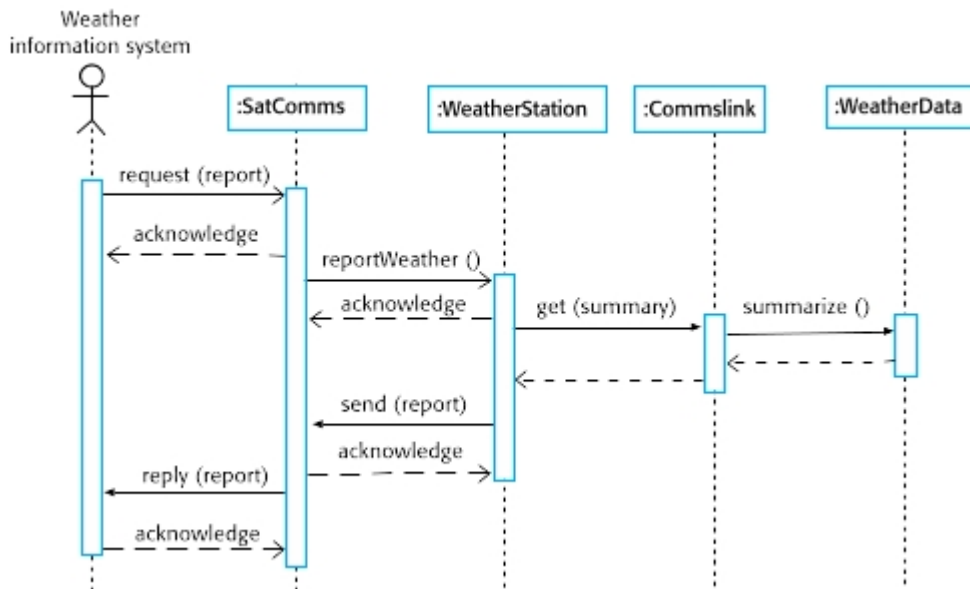 Weather
information system
:SatComms
:WeatherStation
:Commslink
:WeatherData
request (report)
acknowledge
reportWeather ()
acknowledge
get (summary)
summarize ()
send (report)
acknowledge
reply (report)
acknowledge